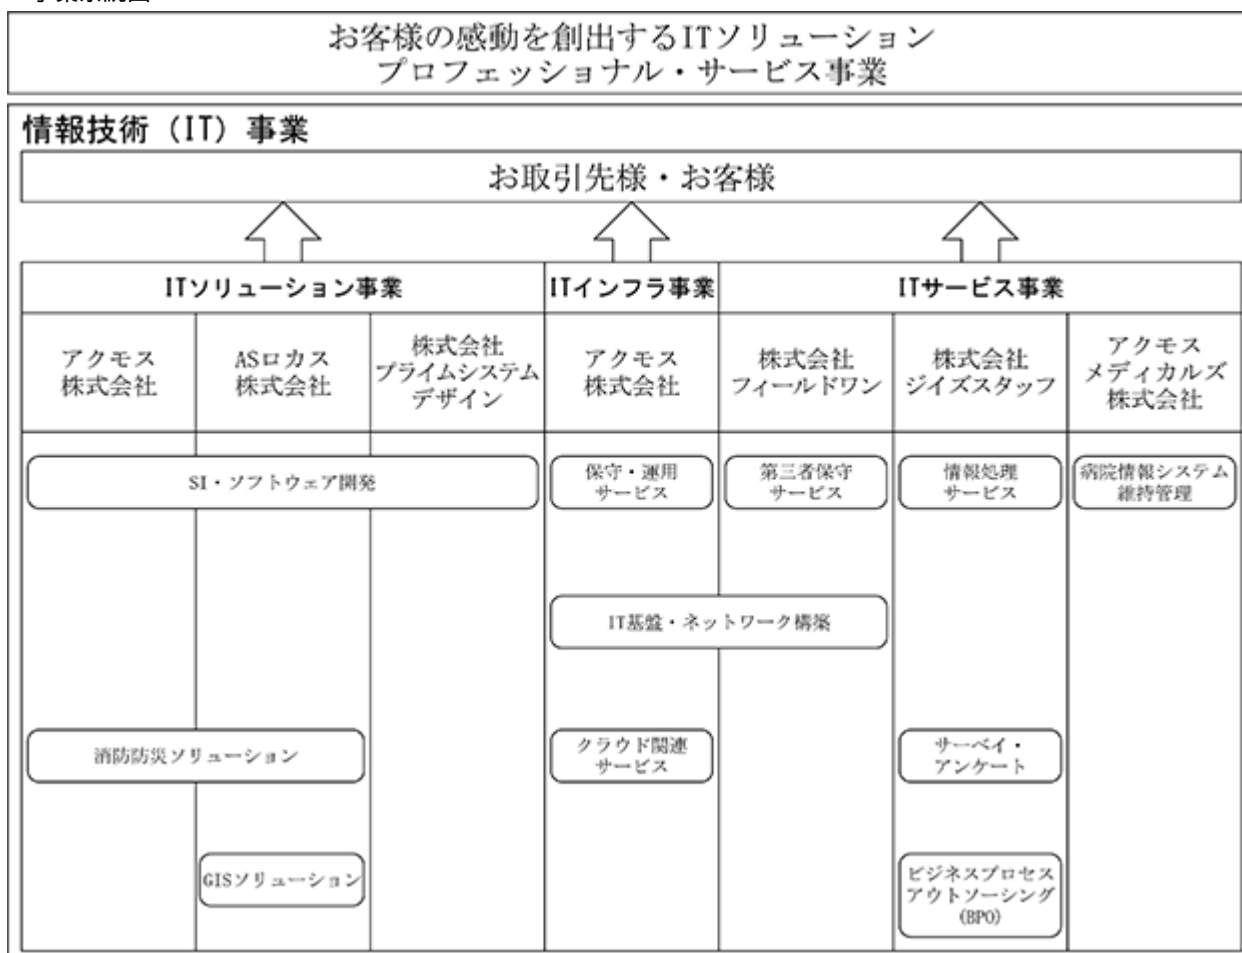 お客様の感動を創出するITソリューション
プロフェッショナル・サービス事業
情報技術（IT）事業
お取引先様・お客様
ITソリューション事業
ITインフラ事業
ITサービス事業
アクモス
株式会社
ASロカス
株式会社
株式会社
プライムシステム
デザイン
アクモス
株式会社
株式会社
フィールドワン
株式会社
ジイズスタッフ
アクモス
メディカルズ
株式会社
SI・ソフトウェア開発
保守・運用
サービス
第三者保守
サービス
情報処理
サービス
病院情報システム
維持管理
IT基盤・ネットワーク構築
消防防災ソリューション
クラウド関連
サービス
サーベイ・
アンケート
GISソリューション
ビジネスプロセス
アウトソーシング
(BPO)